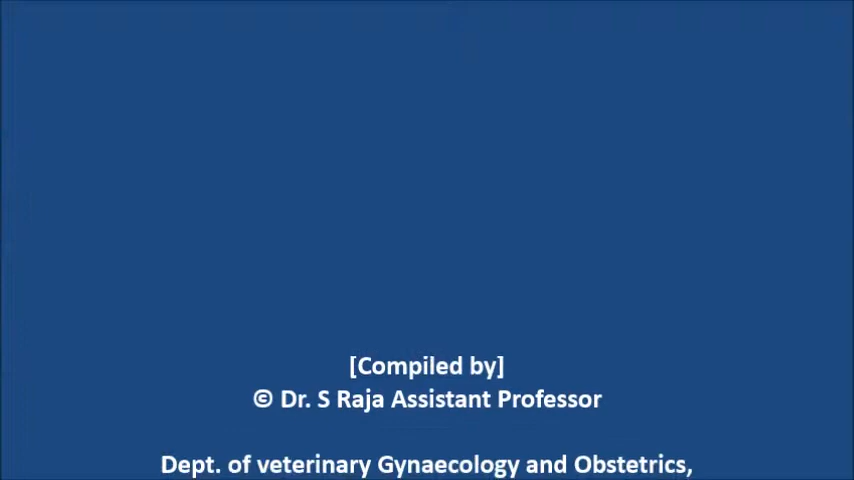 [Compiled by]
© Dr. S Raja Assistant Professor
Dept. of veterinary Gynaecology and Obstetrics,